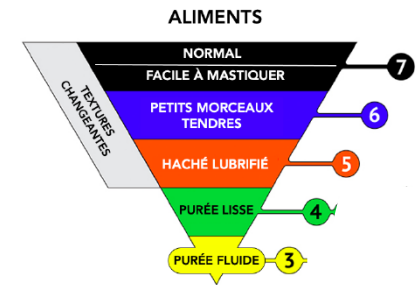 ALIMENTS
NORMAL
FACILE À MASTIQUER
7
TEXTURES
CHANGEANTES
PETITS MORCEAUX
TENDRES
6
HACHÉ LUBRIFIÉ
5
PURÉE LISSE
4
PURÉE FLUIDE
3